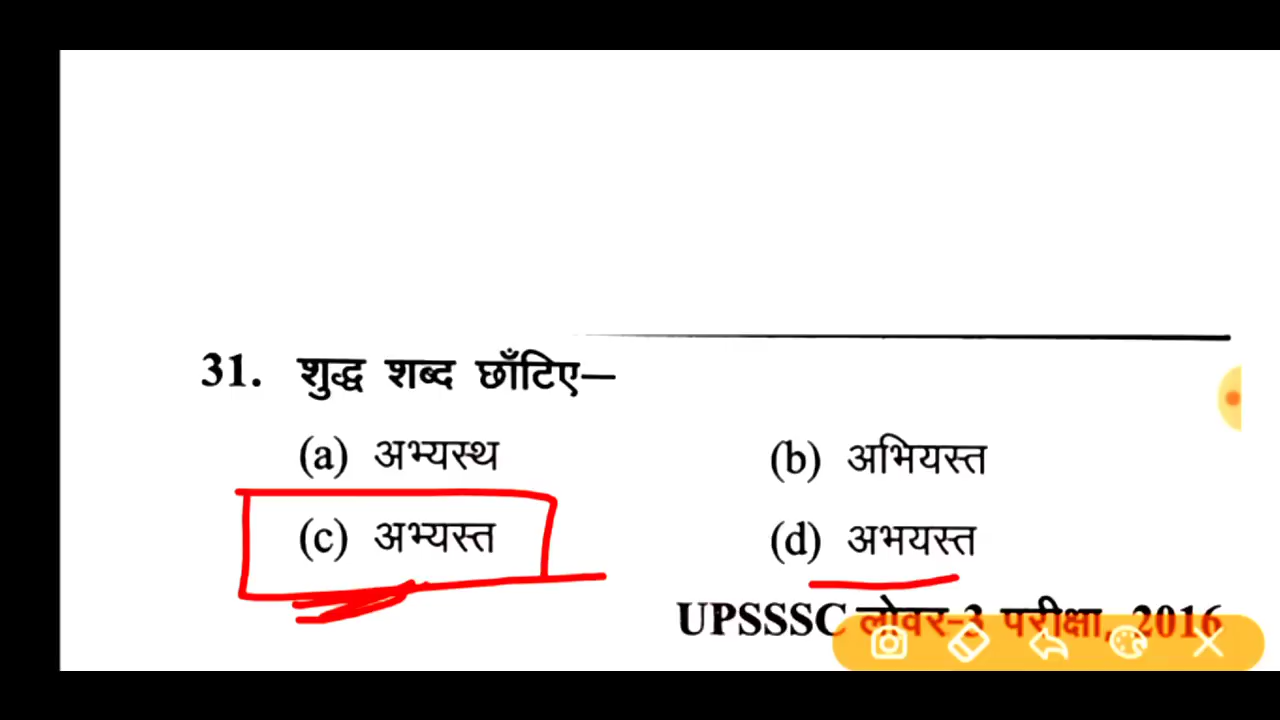 31. शुद्ध शब्द छाँटिए—
(a) अभ्यस्थ (b) अभियस्त
(c) अभ्यस्त (d) अभयस्त
UPSSSC लोवर-3 परीक्षा, 2016